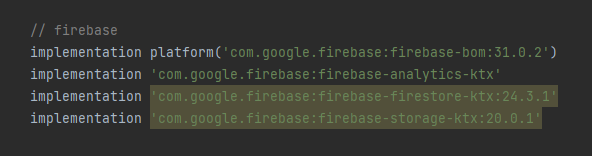 // firebase
implementation platform('com.google.firebase:firebase-bom:31.0.2')
implementation 'com.google.firebase:firebase-analytics-ktx'
implementation 'com.google.firebase:firebase-firestore-ktx:24.3.1'
implementation 'com.google.firebase:firebase-storage-ktx:20.0.1'